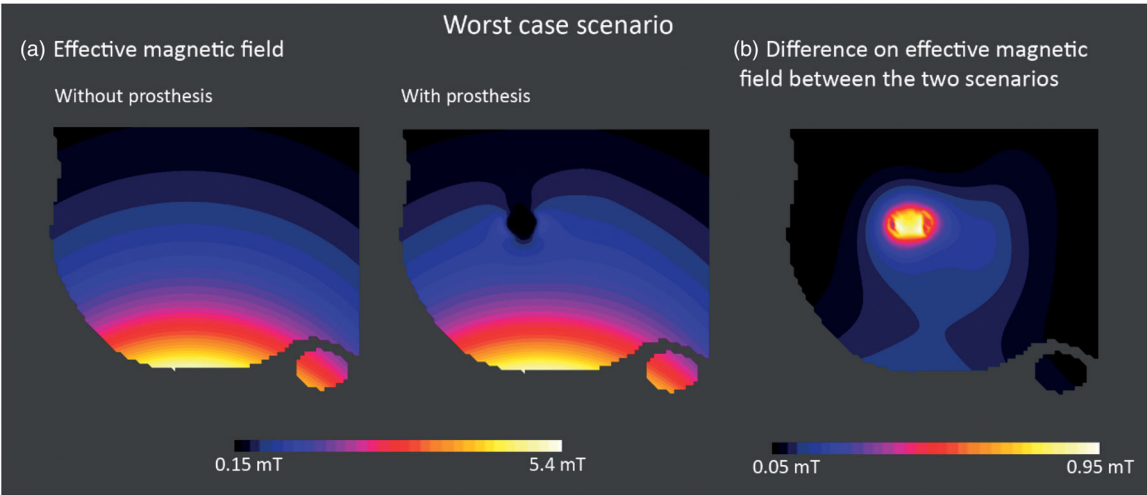 Worst case scenario
(a) Effective magnetic field
(b) Difference on effective magnetic
field between the two scenarios
Without prosthesis
With prosthesis
0.15 mT
5.4 mT
0.05 mT
0.95 mT